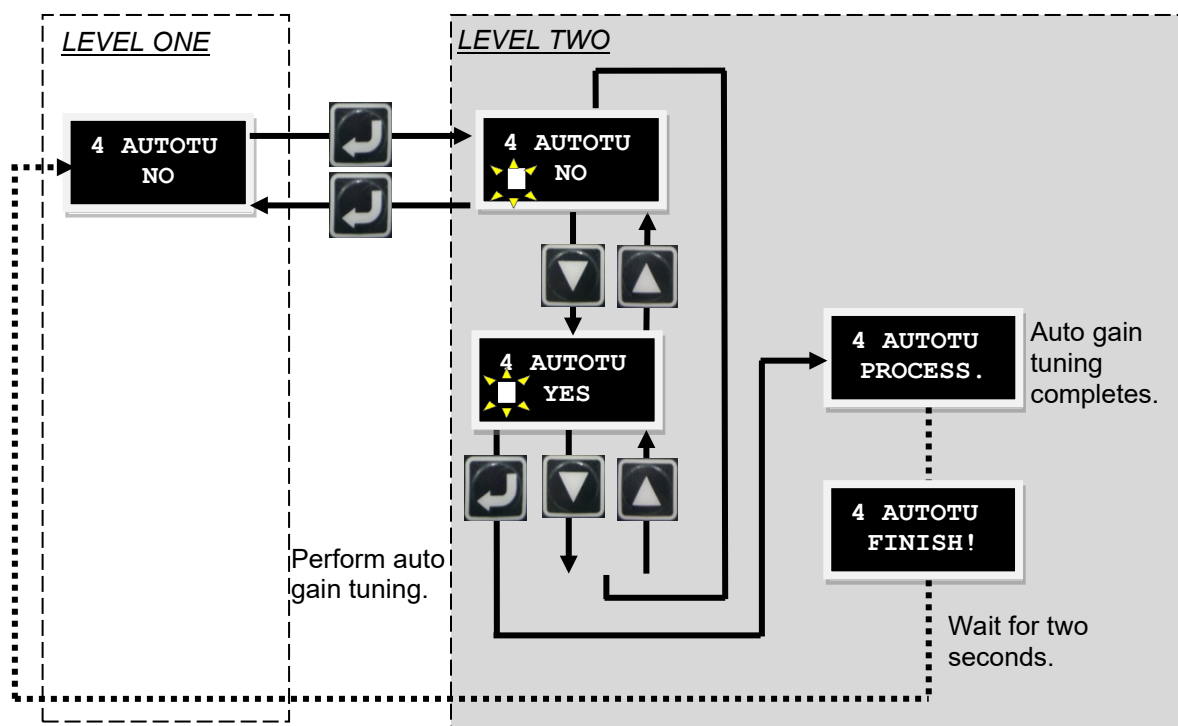 LEVEL ONE
LEVEL TWO
4 AUTOTU
NO
4 AUTOTU
NO
4 AUTOTU
YES
4 AUTOTU
PROCESS.
Auto gain
tuning
completes.
4 AUTOTU
FINISH!
Perform auto
gain tuning.
Wait for two
seconds.